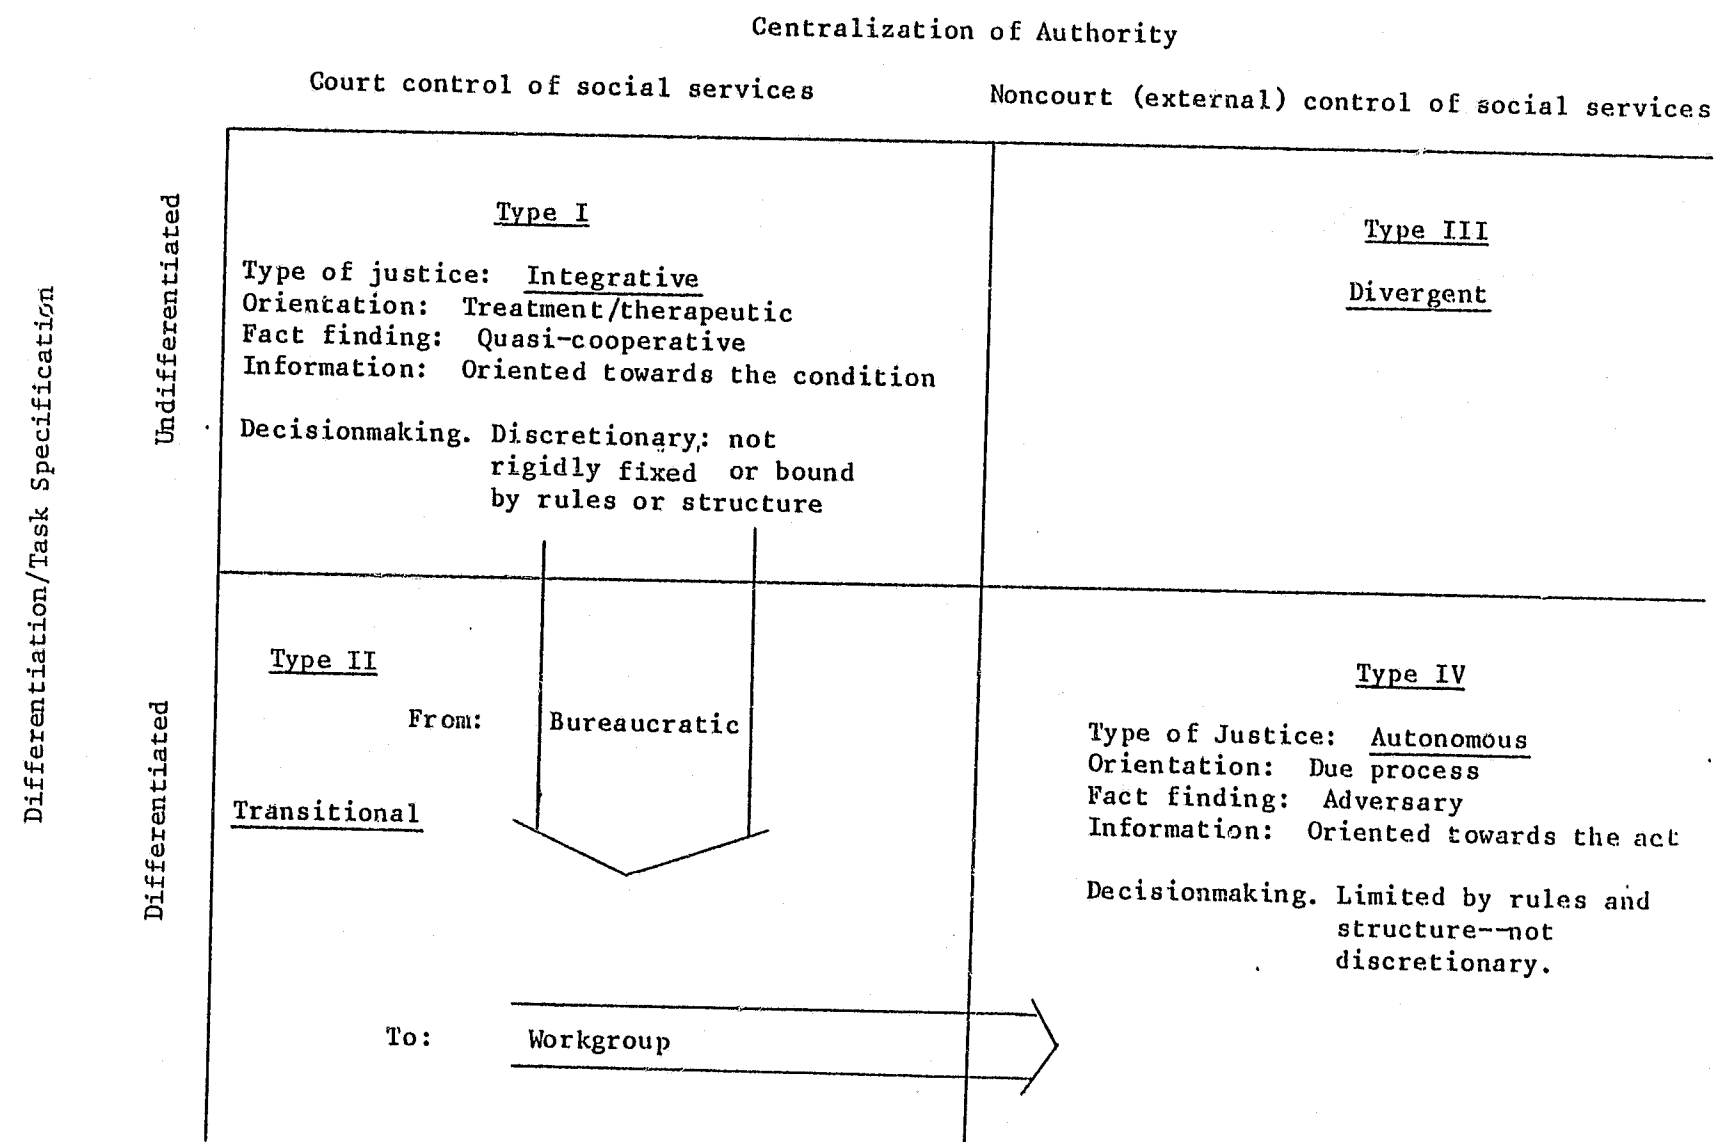 Centralization of Authority
Court control of social services
Noncourt (external) control of social services
Differentiation/Task Specification
Undifferentiated
Type I
Type of justice: Integrative
Orientation: Treatment/therapeutic
Fact finding: Quasi-cooperative
Information: Oriented towards the condition
Decisionmaking. Discretionary: not
rigidly fixed or bound
by rules or structure
Type III
Divergent
Differentiated
Type II
From: Bureaucratic
Transitional
To: Workgroup
Type IV
Type of Justice: Autonomous
Orientation: Due process
Fact finding: Adversary
Information: Oriented towards the act
Decisionmaking. Limited by rules and
structure--not
discretionary.